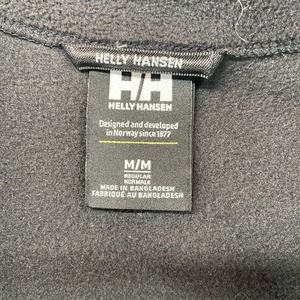 HELLY HANSEN
H/H
HELLY HANSEN
Designed and developed
in Norway since 1877
M/M
REGULAR
NORMALE
MADE IN BANGLADESH
FABRIQUÉ AU BANGLADESH